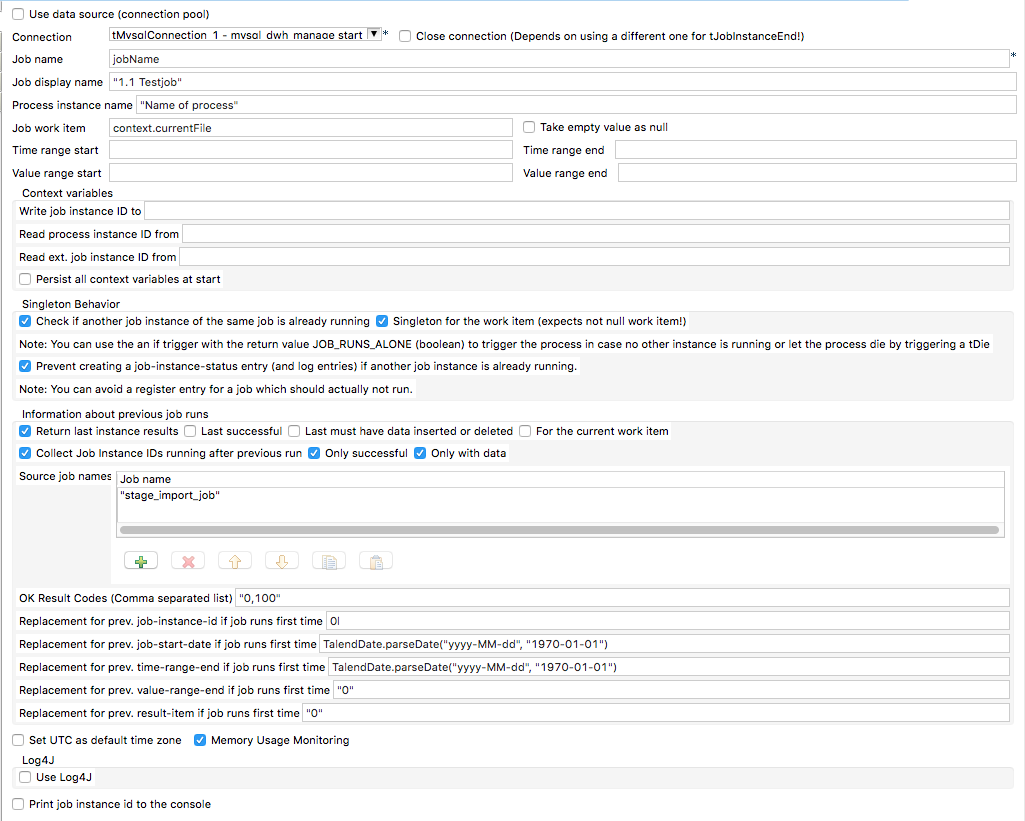 Use data source (connection pool)
Connection tMysqlConnection_1 - mysql_dwh_manage start * Close connection (Depends on using a different one for tJobInstanceEnd!)
Job name jobName *
Job display name "1.1 Testjob"
Process instance name "Name of process"
Job work item context.currentFile Take empty value as null
Time range start Time range end
Value range start Value range end
Context variables
Write job instance ID to
Read process instance ID from
Read ext. job instance ID from
Persist all context variables at start
Singleton Behavior
Check if another job instance of the same job is already running Singleton for the work item (expects not null work item!)
Note: You can use the an if trigger with the return value JOB_RUNS_ALONE (boolean) to trigger the process in case no other instance is running or let the process die by triggering a tDie
Prevent creating a job-instance-status entry (and log entries) if another job instance is already running.
Note: You can avoid a register entry for a job which should actually not run.
Information about previous job runs
Return last instance results Last successful Last must have data inserted or deleted For the current work item
Collect Job Instance IDs running after previous run Only successful Only with data
Source job names Job name
"stage_import_job"
OK Result Codes (Comma separated list) "0,100"
Replacement for prev. job-instance-id if job runs first time 0l
Replacement for prev. job-start-date if job runs first time TalendDate.parseDate("yyyy-MM-dd", "1970-01-01")
Replacement for prev. time-range-end if job runs first time TalendDate.parseDate("yyyy-MM-dd", "1970-01-01")
Replacement for prev. value-range-end if job runs first time "0"
Replacement for prev. result-item if job runs first time "0"
Set UTC as default time zone Memory Usage Monitoring
Log4J
Use Log4J
Print job instance id to the console